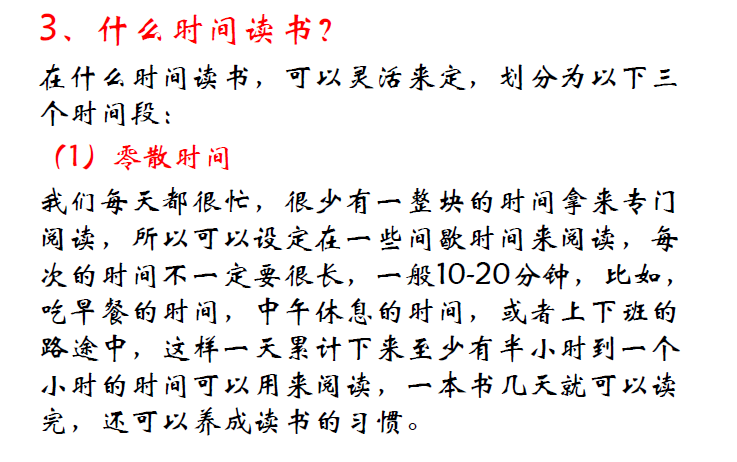 3、什么时间读书？
在什么时间读书，可以灵活来定，划分为以下三
个时间段：
（1）零散时间
我们每天都很忙，很少有一整块的时间拿来专门
阅读，所以可以设定在一些间歇时间来阅读，每
次的时间不一定要很长，一般10-20分钟，比如，
吃早餐的时间，中午休息的时间，或者上下班的
路途中，这样一天累计下来至少有半小时到一个
小时的时间可以用来阅读，一本书几天就可以读
完，还可以养成读书的习惯。